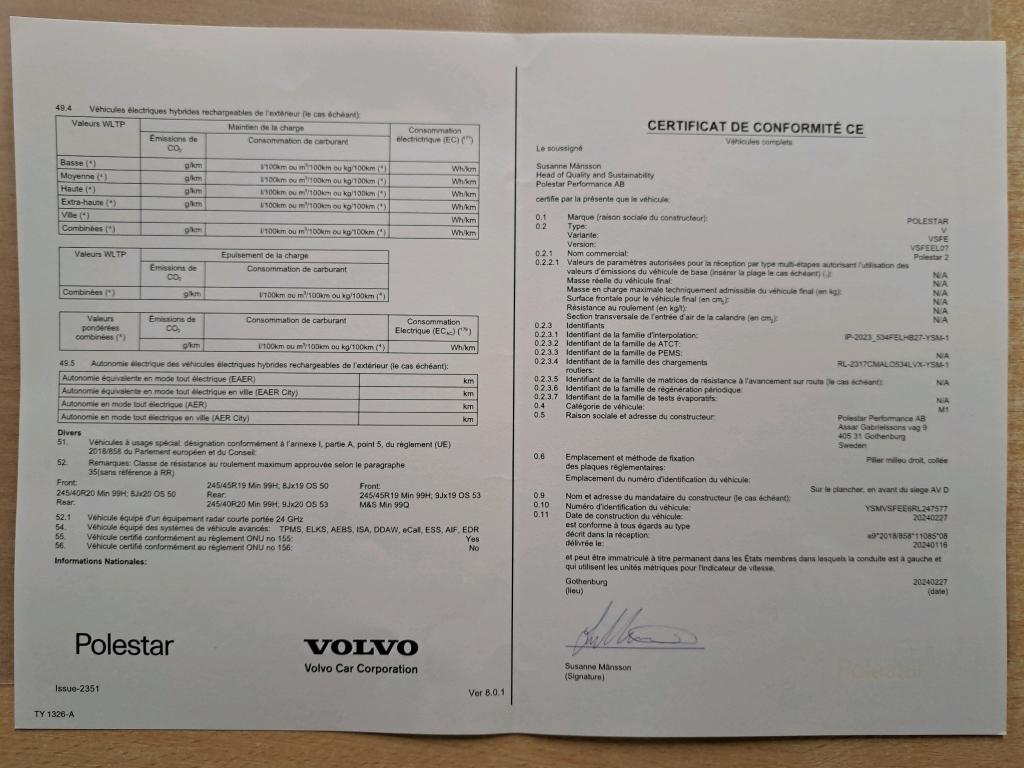 49.4 Véhicules électriques hybrides rechargeables de l'extérieur (le cas échéant):
Valeurs WLTP Maintien de la charge Consommation électrictrique (EC) (¹⁷)
Émissions de CO₂ Consommation de carburant
Basse (⁴) g/km l/100km ou m³/100km ou kg/100km (⁴) Wh/km
Moyenne (⁴) g/km l/100km ou m³/100km ou kg/100km (⁴) Wh/km
Haute (⁴) g/km l/100km ou m³/100km ou kg/100km (⁴) Wh/km
Extra-haute (⁴) g/km l/100km ou m³/100km ou kg/100km (⁴) Wh/km
Ville (⁴) Wh/km
Combinées (⁴) g/km l/100km ou m³/100km ou kg/100km (⁴) Wh/km
Valeurs WLTP Epuisement de la charge
Émissions de CO₂ Consommation de carburant
Combinées (⁴) g/km l/100km ou m³/100km ou kg/100km (⁴)
Valeurs pondérées combinées (⁴) Émissions de CO₂ Consommation de carburant Consommation Electrique
g/km l/100km ou m³/100km ou kg/100km (⁴) Wh/km
49.5 Autonomie électrique des véhicules électriques hybrides rechargeables de l'extérieur (le cas échéant):
Autonomie équivalente en mode tout électrique (EAER) km
Autonomie équivalente en mode tout électrique en ville (EAER City) km
Autonomie en mode tout électrique (AER) km
Autonomie en mode tout électrique en ville (AER City) km
Divers
51. Véhicules à usage spécial: désignation conformément à l'annexe I, partie A, point 5, du règlement (UE)
2018/858 du Parlement européen et du Conseil:
52. Remarques: Classe de résistance au roulement maximum approuvée selon le paragraphe
35(sans référence à RR)
Front: 245/45R19 Min 99H; 8Jx19 OS 50 Front:
245/40R20 Min 99H; 8Jx20 OS 50 Rear: 245/45R19 Min 99H; 9Jx19 OS 53
Rear: 245/40R20 Min 99H; 9Jx20 OS 53 M&S Min 99Q
52.1 Véhicule équipé d'un équipement radar courte portée 24 GHz
54. Véhicule équipé des systèmes de véhicule avancés: TPMS, ELKS, AEBS, ISA, DDAW, eCall, ESS, AIF, EDR
55. Véhicule certifié conformément au règlement ONU no 155: Yes
56. Véhicule certifié conformément au règlement ONU no 156: No
Informations Nationales:
Polestar
VOLVO
Volvo Car Corporation
Issue-2351
Ver 8.0.1
TY 1326-A
CERTIFICAT DE CONFORMITÉ CE
Véhicules complets
Le soussigné
Susanne Månsson
Head of Quality and Sustainability
Polestar Performance AB
certifie par la présente que le véhicule:
0.1 Marque (raison sociale du constructeur): POLESTAR
0.2 Type: V
Variante: VSFE
Version: VSFEEL07
0.2.1 Nom commercial: Polestar 2
0.2.2.1 Valeurs de paramètres autorisées pour la réception par type multi-étapes autorisant l'utilisation des
valeurs d'émissions du véhicule de base (insérer la plage le cas échéant) (.):
Masse réelle du véhicule final: N/A
Masse en charge maximale techniquement admissible du véhicule final (en kg): N/A
Surface frontale pour le véhicule final (en cm₂): N/A
Résistance au roulement (en kg/t): N/A
Section transversale de l'entrée d'air de la calandre (en cm₂): N/A
0.2.3 Identifiants
0.2.3.1 Identifiant de la famille d'interpolation: IP-2023_534FELHB27-YSM-1
0.2.3.2 Identifiant de la famille de ATCT:
0.2.3.3 Identifiant de la famille de PEMS: N/A
0.2.3.4 Identifiant de la famille des chargements RL-2317CMALO534LVX-YSM-1
routiers:
0.2.3.5 Identifiant de la famille de matrices de résistance à l'avancement sur route (le cas échéant): N/A
0.2.3.6 Identifiant de la famille de régénération périodique:
0.2.3.7 Identifiant de la famille de tests évaporatifs: N/A
0.4 Catégorie de véhicule: M1
0.5 Raison sociale et adresse du constructeur: Polestar Performance AB
Assar Gabrielssons vag 9
405 31 Gothenburg
Sweden
0.6 Emplacement et méthode de fixation Pilier milieu droit, collée
des plaques réglementaires:
Emplacement du numéro d'identification du véhicule:
Sur le plancher, en avant du siege AV D
0.9 Nom et adresse du mandataire du constructeur (le cas échéant):
0.10 Numéro d'identification du véhicule: YSMVSFEE6RL247577
0.11 Date de construction du véhicule: 20240227
est conforme à tous égards au type
décrit dans la réception: e9*2018/858*11085*08
délivrée le: 20240116
et peut être immatriculé à titre permanent dans les États membres dans lesquels la conduite est à gauche et
qui utilisent les unités métriques pour l'indicateur de vitesse.
Gothenburg 20240227
(lieu) (date)
Susanne Månsson
(Signature)
Polestar